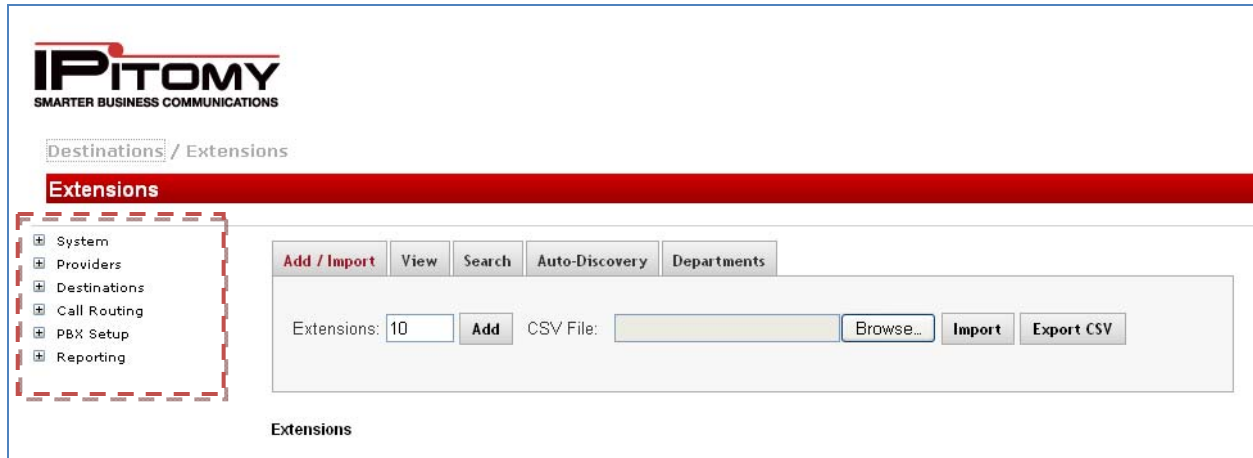 IPITOMY
SMARTER BUSINESS COMMUNICATIONS
Destinations / Extensions
Extensions
System
Providers
Destinations
Call Routing
PBX Setup
Reporting
Add / Import View Search Auto-Discovery Departments
Extensions: 10 Add CSV File: Browse... Import Export CSV
Extensions